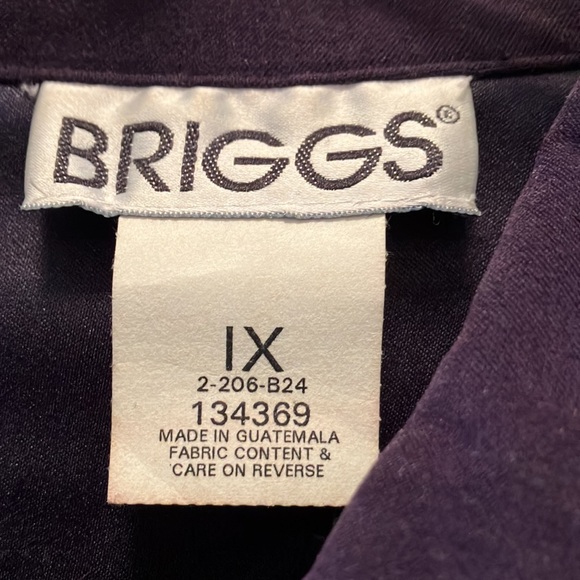 BRIGGS®
IX
2-206-B24
134369
MADE IN GUATEMALA
FABRIC CONTENT &
CARE ON REVERSE